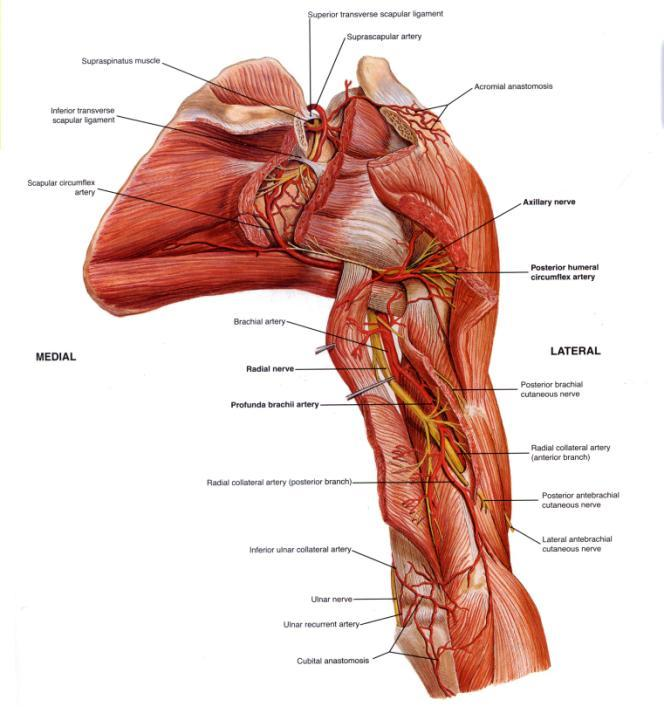 Superior transverse scapular ligament
Suprascapular artery
Supraspinatus muscle
Acromial anastomosis
Inferior transverse
scapular ligament
Scapular circumflex
artery
Axillary nerve
Posterior humeral
circumflex artery
Brachial artery
MEDIAL
LATERAL
Radial nerve
Posterior brachial
cutaneous nerve
Profunda brachii artery
Radial collateral artery
(anterior branch)
Radial collateral artery (posterior branch)
Posterior antebrachial
cutaneous nerve
Lateral antebrachial
cutaneous nerve
Inferior ulnar collateral artery
Ulnar nerve
Ulnar recurrent artery
Cubital anastomosis